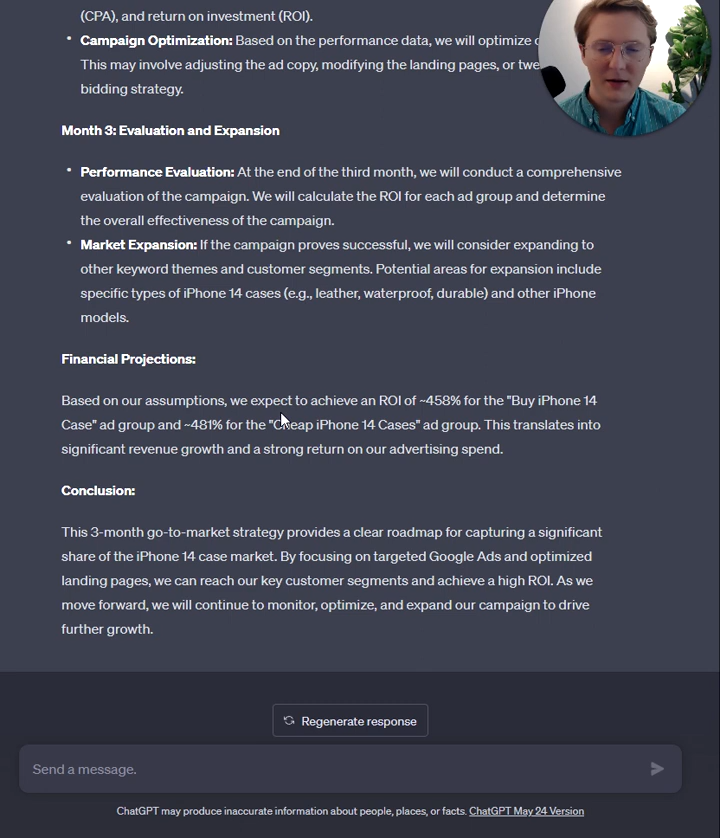 (CPA), and return on investment (ROI).
• Campaign Optimization: Based on the performance data, we will optimize
This may involve adjusting the ad copy, modifying the landing pages, or
bidding strategy.
Month 3: Evaluation and Expansion
• Performance Evaluation: At the end of the third month, we will conduct a comprehensive
evaluation of the campaign. We will calculate the ROI for each ad group and determine
the overall effectiveness of the campaign.
• Market Expansion: If the campaign proves successful, we will consider expanding to
other keyword themes and customer segments. Potential areas for expansion include
specific types of iPhone 14 cases (e.g., leather, waterproof, durable) and other iPhone
models.
Financial Projections:
Based on our assumptions, we expect to achieve an ROI of ~458% for the "Buy iPhone 14
Case" ad group and ~481% for the "Cheap iPhone 14 Cases" ad group. This translates into
significant revenue growth and a strong return on our advertising spend.
Conclusion:
This 3-month go-to-market strategy provides a clear roadmap for capturing a significant
share of the iPhone 14 case market. By focusing on targeted Google Ads and optimized
landing pages, we can reach our key customer segments and achieve a high ROI. As we
move forward, we will continue to monitor, optimize, and expand our campaign to drive
further growth.
Regenerate response
Send a message.
ChatGPT may produce inaccurate information about people, places, or facts. ChatGPT May 24 Version